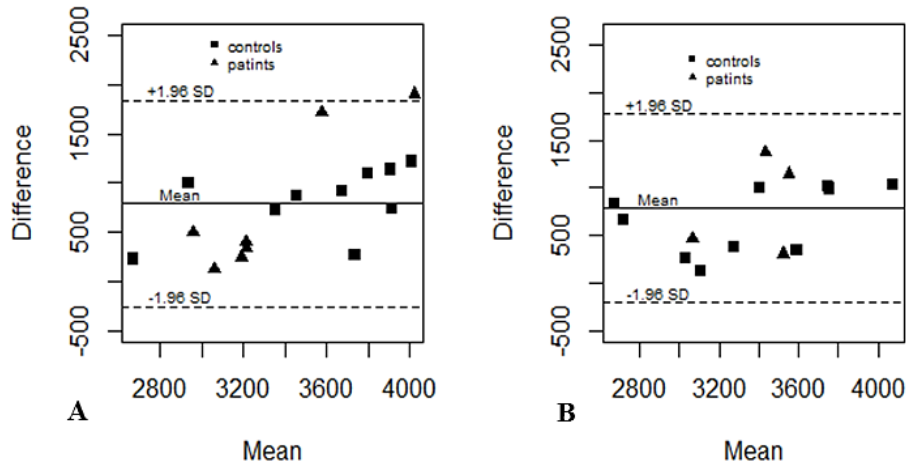 controls
patints
+1.96 SD
Mean
-1.96 SD
Difference
-500
500
1500
2500
2800
3200
3600
4000
Mean
A
controls
patints
+1.96 SD
Mean
-1.96 SD
Difference
-500
500
1500
2500
2800
3200
3600
4000
Mean
B